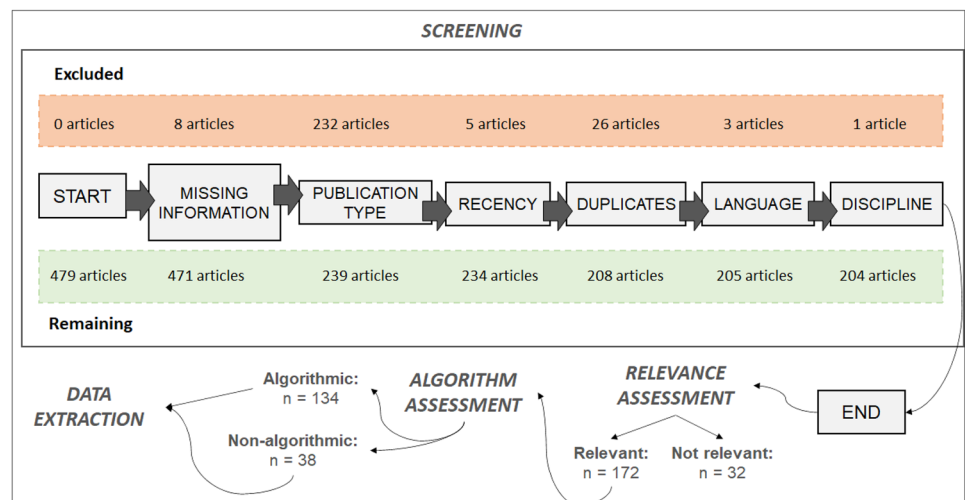 SCREENING
Excluded
0 articles 8 articles 232 articles 5 articles 26 articles 3 articles 1 article
START
MISSING
INFORMATION
PUBLICATION
TYPE
RECENCY
DUPLICATES
LANGUAGE
DISCIPLINE
479 articles 471 articles 239 articles 234 articles 208 articles 205 articles 204 articles
Remaining
END
RELEVANCE
ASSESSMENT
Relevant:
n = 172
Not relevant:
n = 32
ALGORITHM
ASSESSMENT
Algorithmic:
n = 134
Non-algorithmic:
n = 38
DATA
EXTRACTION